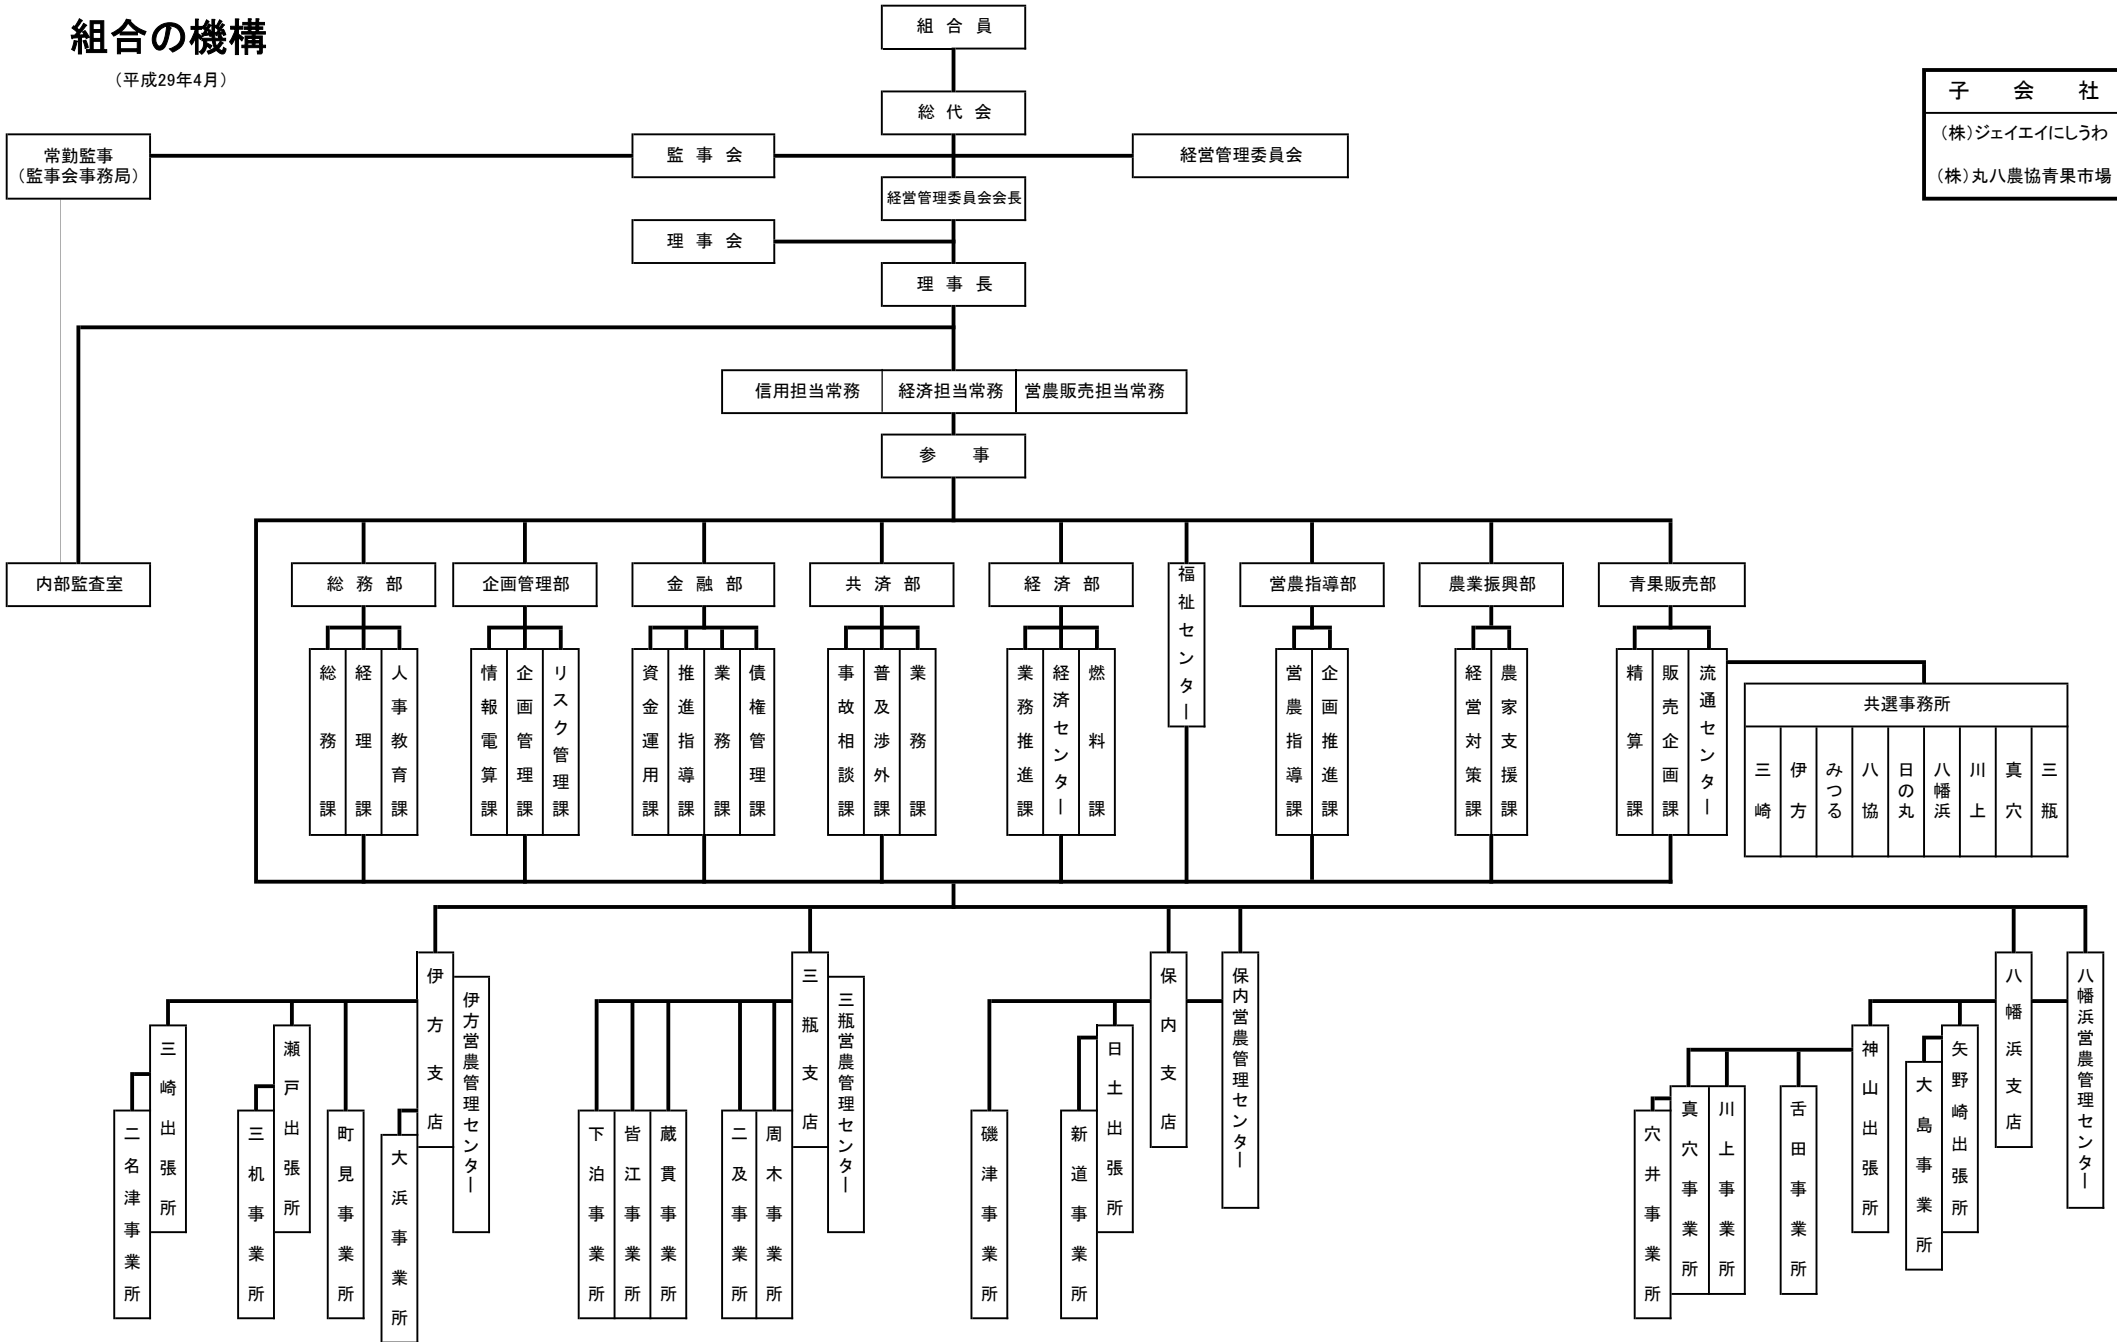 組合の機構
（平成29年4月）
組合員
総代会
常勤監事
（監事会事務局）
監事会
経営管理委員会
経営管理委員会会長
理事会
理事長
子会社
（株）ジェイエイにしうわ
（株）丸八農協青果市場
信用担当常務
経済担当常務
営農販売担当常務
参事
内部監査室
総務部
企画管理部
金融部
共済部
経済部
福祉センター
営農指導部
農業振興部
青果販売部
総務課
経理課
人事教育課
情報電算課
企画管理課
リスク管理課
資金運用課
推進指導課
業務課
債権管理課
事故相談課
普及渉外課
業務課
業務推進課
経済センター
燃料課
営農指導課
企画推進課
経営対策課
農家支援課
精算課
販売企画課
流通センター
共選事務所
三崎
伊方
みつる
八協
日の丸
八幡浜
川上
真穴
三瓶
伊方支店
伊方営農管理センター
三崎出張所
二名津事業所
瀬戸出張所
三机事業所
町見事業所
大浜事業所
三瓶支店
三瓶営農管理センター
下泊事業所
皆江事業所
蔵貫事業所
二及事業所
周木事業所
保内支店
保内営農管理センター
磯津事業所
日土出張所
新道事業所
八幡浜支店
八幡浜営農管理センター
矢野崎出張所
大島事業所
神山出張所
舌田事業所
川上事業所
真穴事業所
穴井事業所